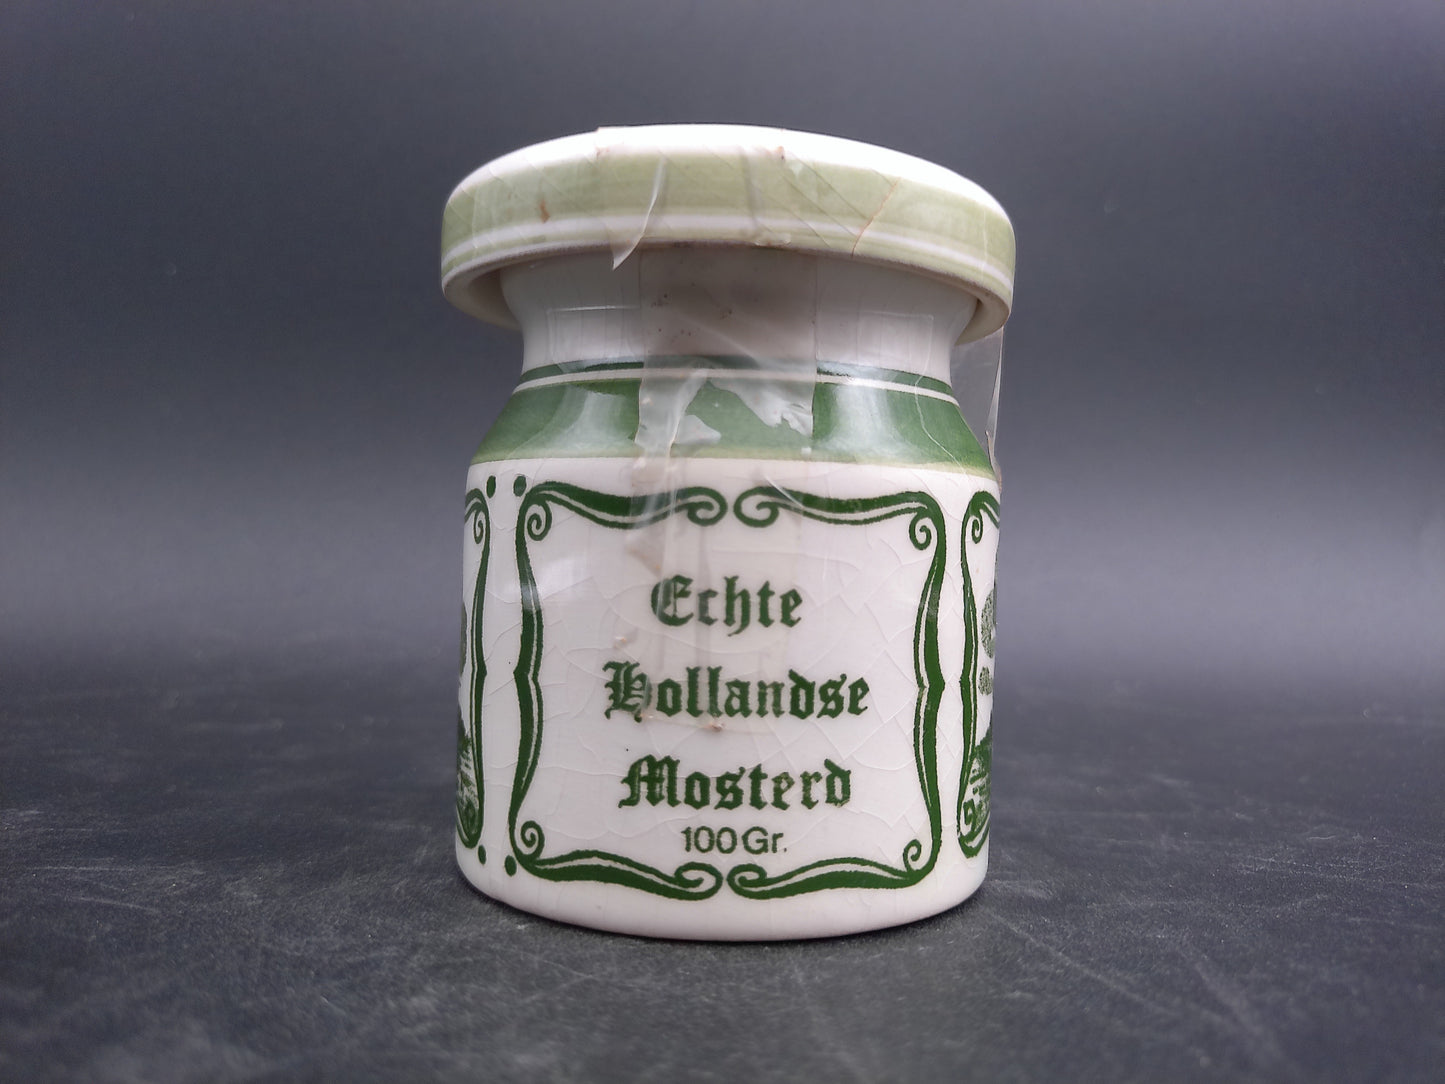 Echte
Hollandse
Mosterd
100 Gr.